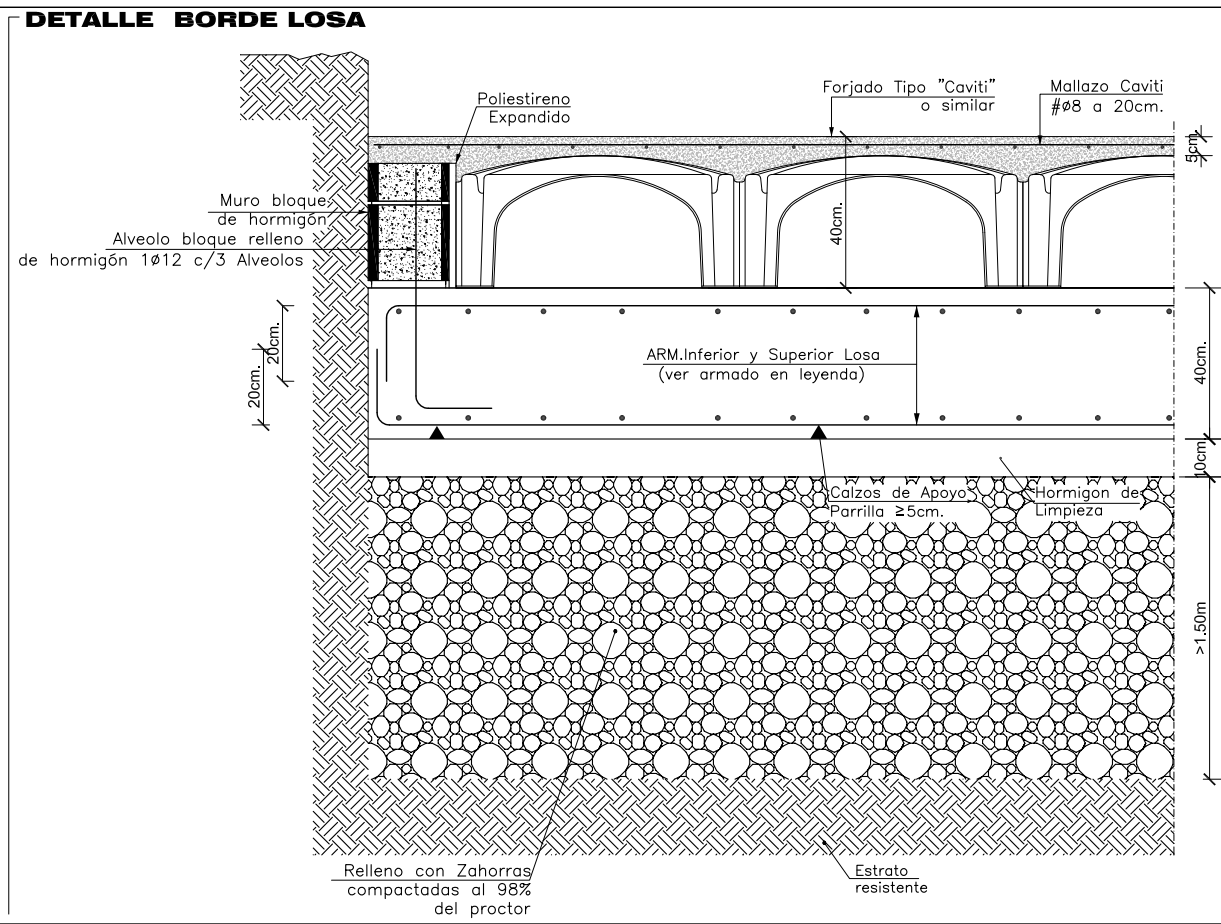 DETALLE BORDE LOSA
Poliestireno
Expandido
Forjado Tipo "Caviti"
o similar
Mallazo Caviti
#ø8 a 20cm.
5cm.
Muro bloque
de hormigón
Alveolo bloque relleno
de hormigón 1ø12 c/3 Alveolos
40cm.
20cm.
20cm.
ARM.Inferior y Superior Losa
(ver armado en leyenda)
40cm.
10cm.
Calzos de Apoyo
Parrilla ≥5cm.
Hormigon de
Limpieza
>1.50m
Relleno con Zahorras
compactadas al 98%
del proctor
Estrato
resistente